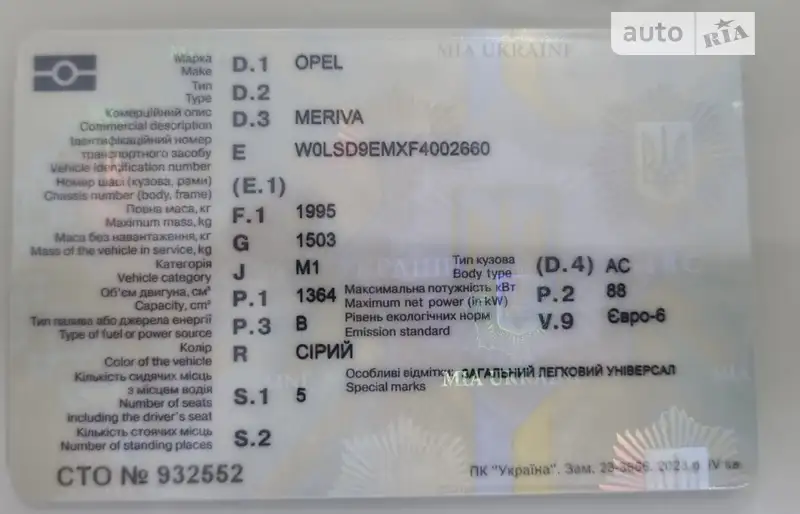 auto RIA
MIA UKRAINE
Марка
Make D.1 OPEL
Тип
Type D.2
Комерційний опис
Commercial description D.3 MERIVA
Ідентифікаційний номер
транспортного засобу
Vehicle identification number E W0LSD9EMXF4002660
Номер шасі (кузова, рами)
Chassis number (body, frame) (E.1)
Повна маса, кг
Maximum mass, kg F.1 1995
Маса без навантаження, кг
Mass of the vehicle in service, kg G 1503
Категорія
Vehicle category J M1 Тип кузова
Body type (D.4) AC
Об'єм двигуна, см³
Capacity, cm³ P.1 1364 Максимальна потужність кВт
Maximum net power (in kW) P.2 88
Тип палива або джерела енергії
Type of fuel or power source P.3 B Рівень екологічних норм
Emission standard V.9 Євро-6
Колір
Color of the vehicle R СІРИЙ
Особливі відмітки ЗАГАЛЬНИЙ ЛЕГКОВИЙ УНІВЕРСАЛ
Special marks MIA UKRAINE
Кількість сидячих місць
з місцем водія
Number of seats
including the driver's seat S.1 5
Кількість стоячих місць
Number of standing places S.2
СТО № 932552
ПК "Україна". Зам.